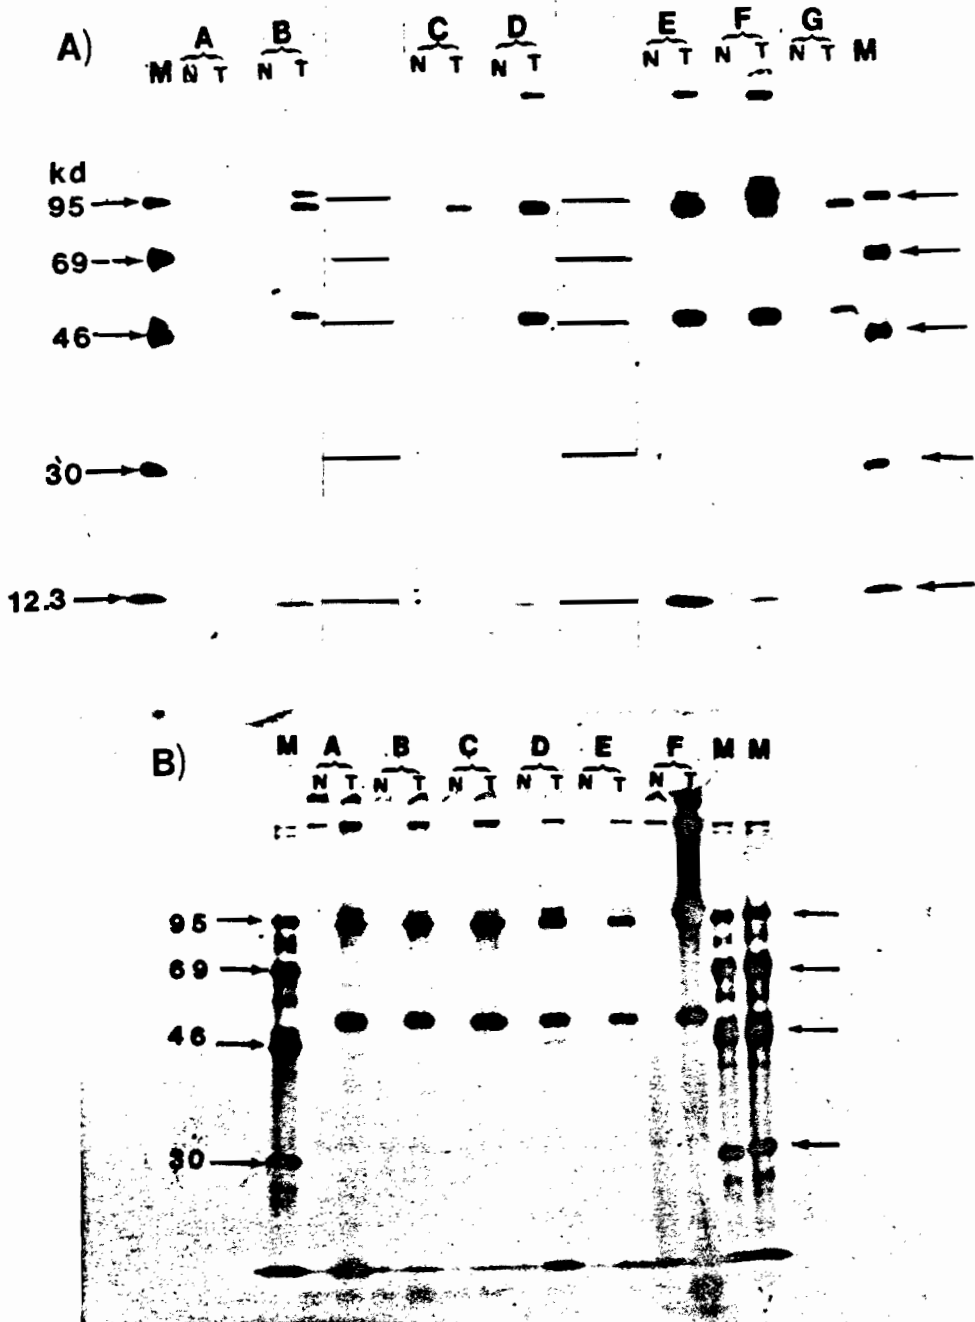 A)
A B C D E F G
M N T N T N T N T N T N T N T M
kd
95
69
46
30
12.3
B)
M A B C D E F M M
N T N T N T N T N T N T
95
69
46
30